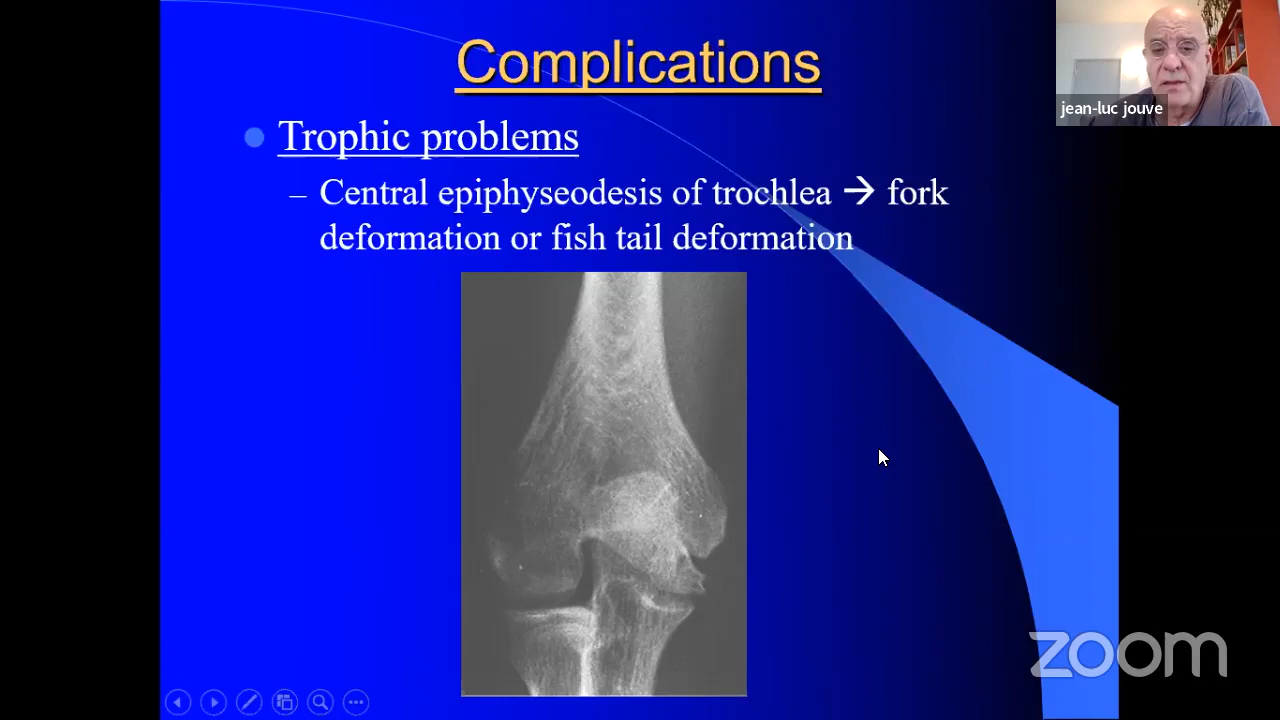 Complications
jean-luc jouve
Trophic problems
– Central epiphyseodesis of trochlea → fork
deformation or fish tail deformation
zoom